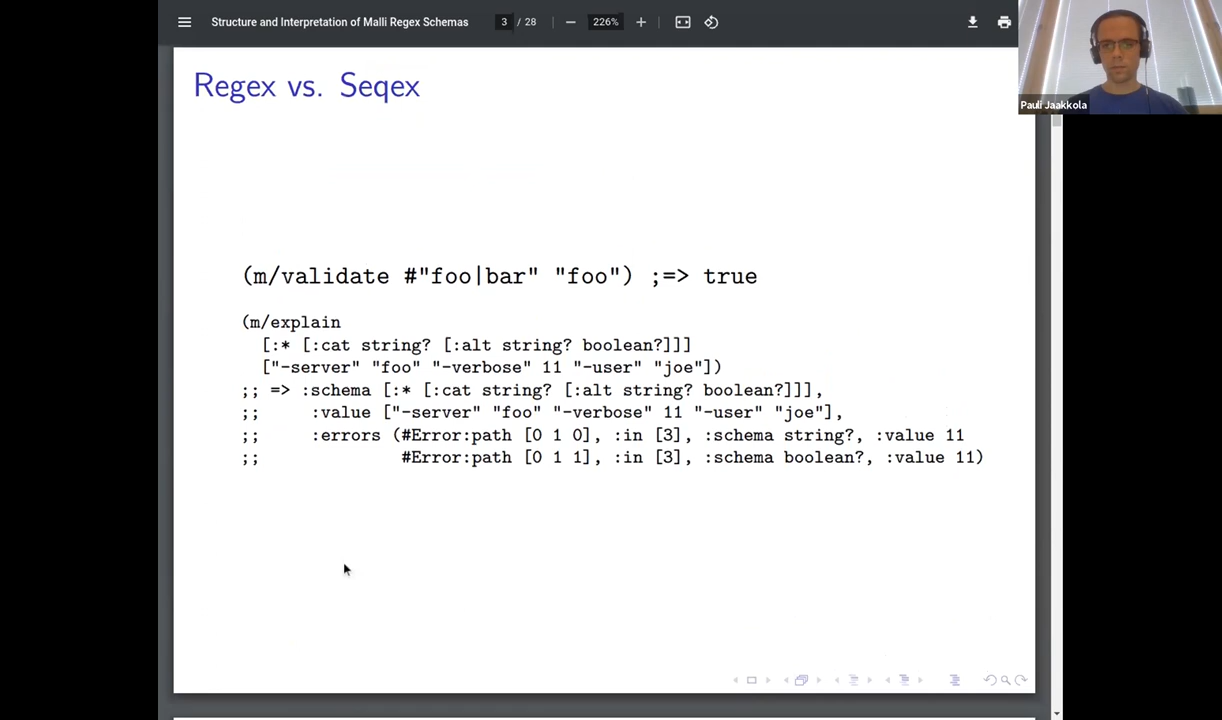 Structure and Interpretation of Malli Regex Schemas 3 / 28 — 226% +
Pauli Jaakkola
Regex vs. Seqex
(m/validate #"foo|bar" "foo") ;=> true
(m/explain
[:* [:cat string? [:alt string? boolean?]]]
["-server" "foo" "-verbose" 11 "-user" "joe"])
;; => :schema [:* [:cat string? [:alt string? boolean?]]],
;; :value ["-server" "foo" "-verbose" 11 "-user" "joe"],
;; :errors (#Error:path [0 1 0], :in [3], :schema string?, :value 11
;; #Error:path [0 1 1], :in [3], :schema boolean?, :value 11)